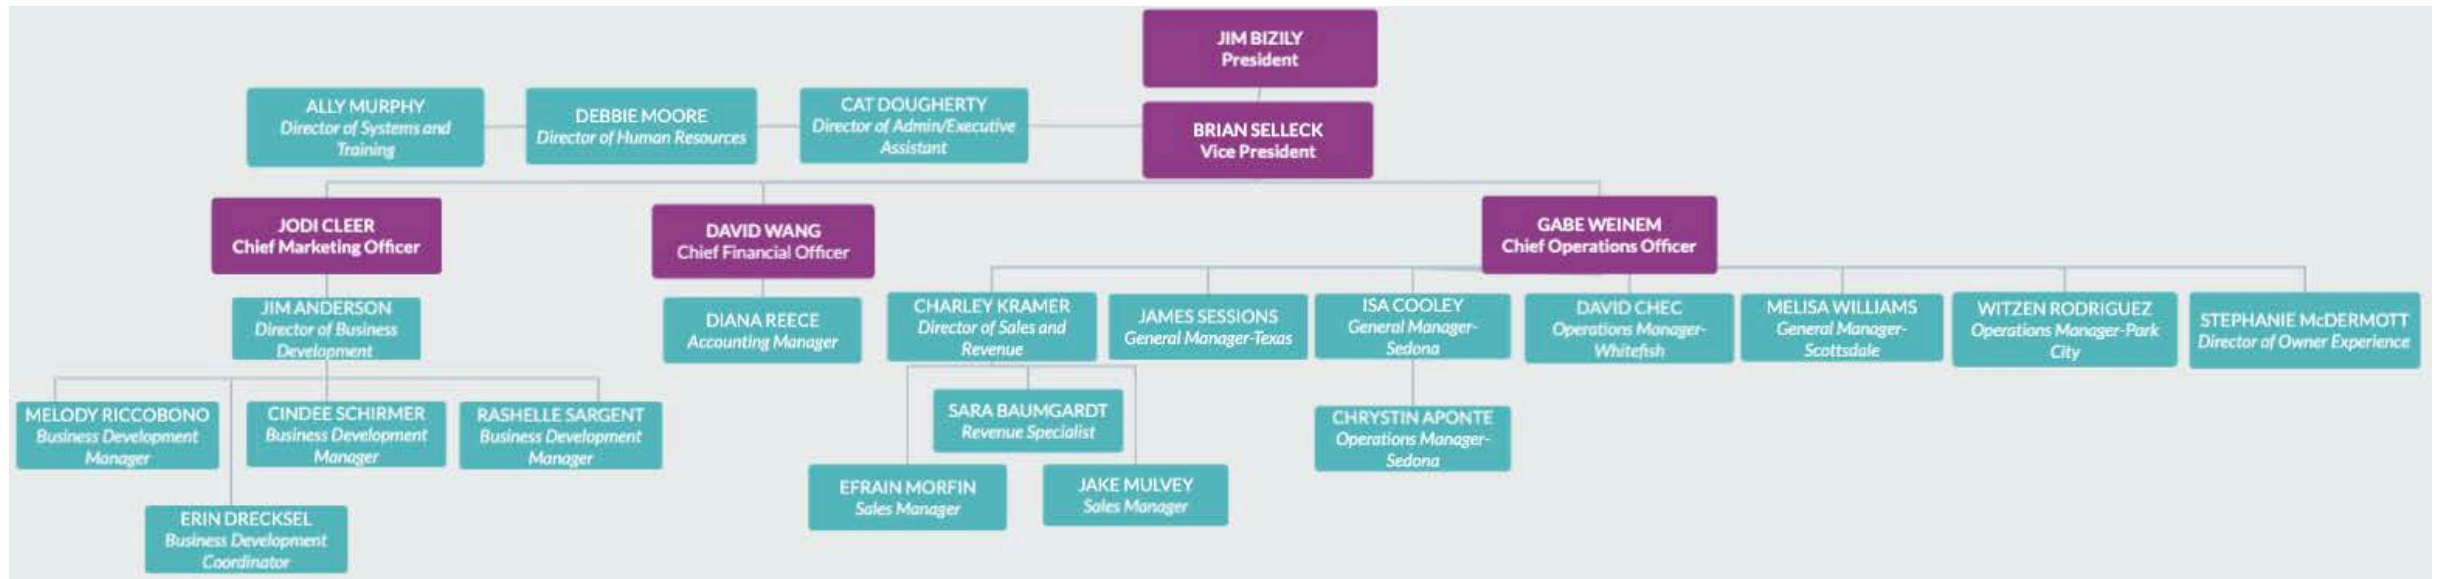 JIM BIZILY
President
ALLY MURPHY
Director of Systems and
Training
DEBBIE MOORE
Director of Human Resources
CAT DOUGHERTY
Director of Admin/Executive
Assistant
BRIAN SELLECK
Vice President
JODI CLEER
Chief Marketing Officer
DAVID WANG
Chief Financial Officer
GABE WEINEM
Chief Operations Officer
JIM ANDERSON
Director of Business
Development
DIANA REECE
Accounting Manager
CHARLEY KRAMER
Director of Sales and
Revenue
JAMES SESSIONS
General Manager-Texas
ISA COOLEY
General Manager-
Sedona
DAVID CHEC
Operations Manager-
Whitefish
MELISA WILLIAMS
General Manager-
Scottsdale
WITZEN RODRIGUEZ
Operations Manager-Park
City
STEPHANIE McDERMOTT
Director of Owner Experience
MELODY RICCOBONO
Business Development
Manager
CINDEE SCHIRMER
Business Development
Manager
RASHELLE SARGENT
Business Development
Manager
SARA BAUMGARDT
Revenue Specialist
CHRYSTIN APONTE
Operations Manager-
Sedona
EFRAIN MORFIN
Sales Manager
JAKE MULVEY
Sales Manager
ERIN DRECKSEL
Business Development
Coordinator